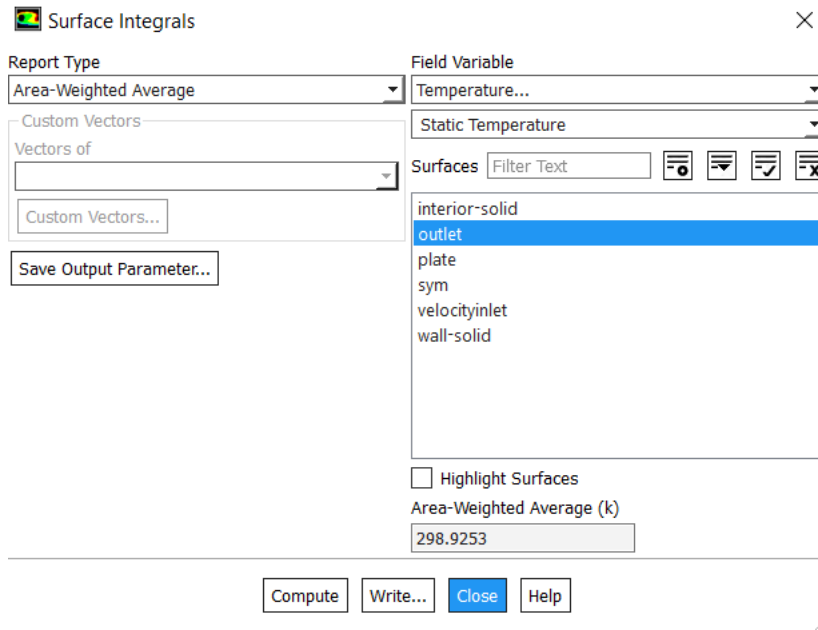 Surface Integrals
Report Type
Area-Weighted Average
Custom Vectors
Vectors of
Custom Vectors...
Save Output Parameter...
Field Variable
Temperature...
Static Temperature
Surfaces Filter Text
interior-solid
outlet
plate
sym
velocityinlet
wall-solid
Highlight Surfaces
Area-Weighted Average (k)
298.9253
Compute Write... Close Help